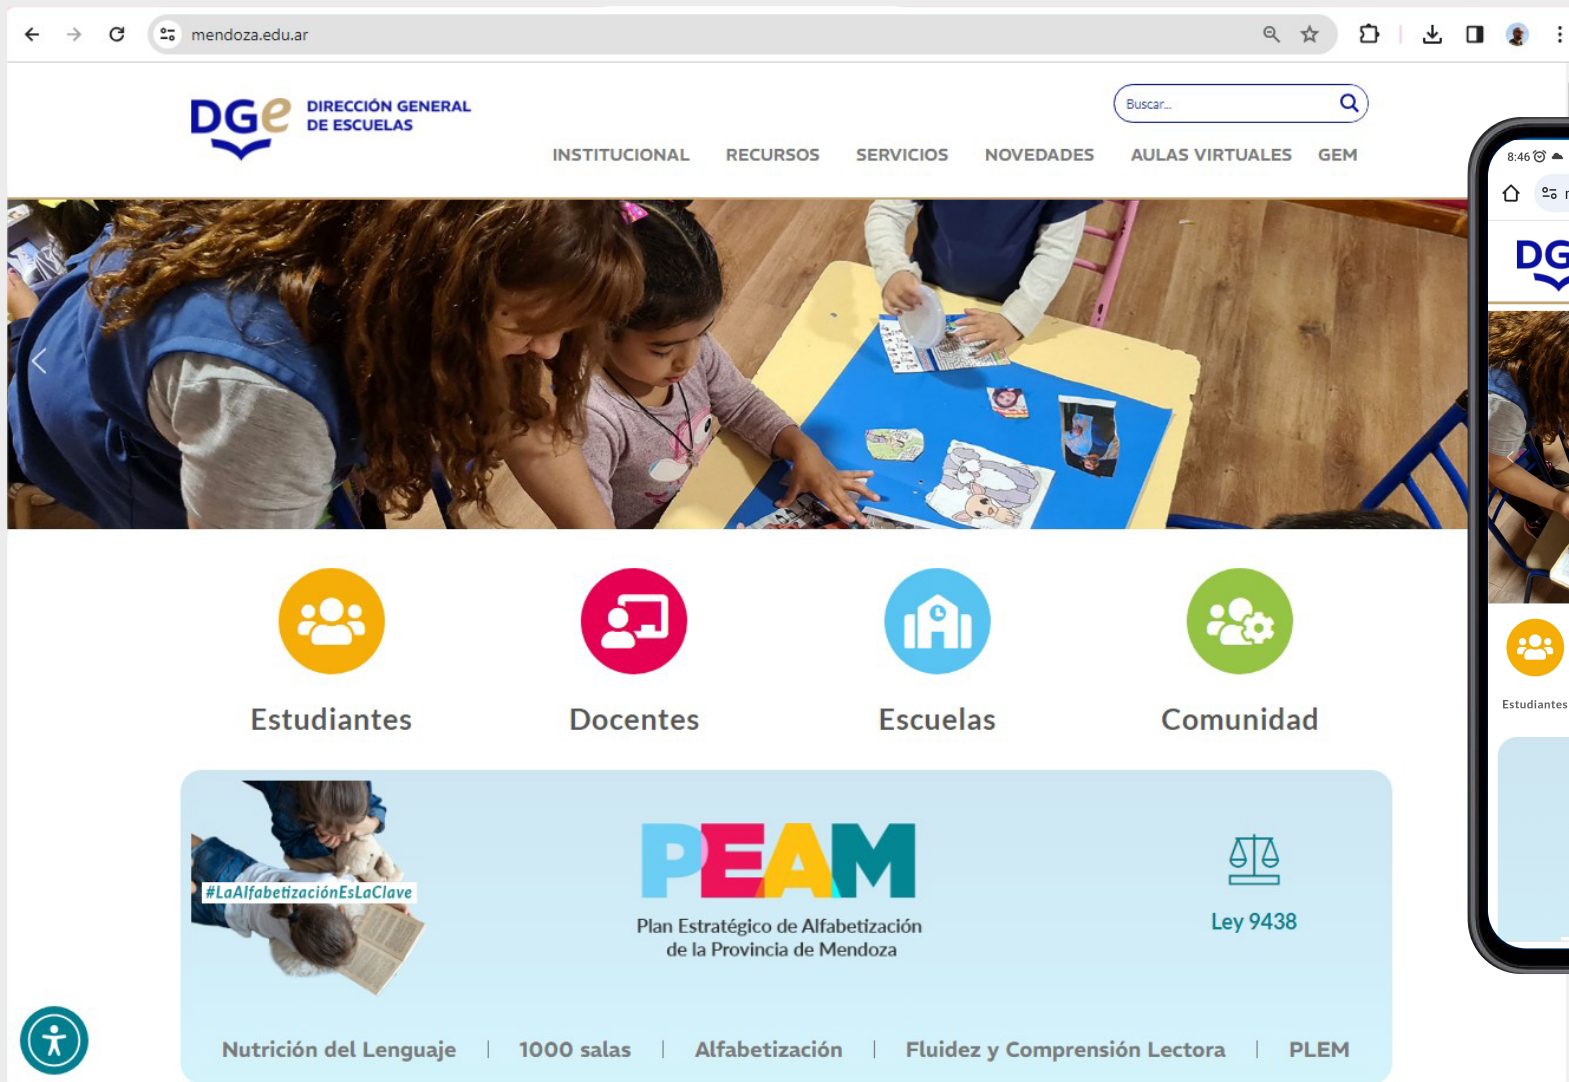 mendoza.edu.ar
DGe
DIRECCIÓN GENERAL
DE ESCUELAS
Buscar...
INSTITUCIONAL RECURSOS SERVICIOS NOVEDADES AULAS VIRTUALES GEM
8:46
DG
Estudiantes Docentes Escuelas Comunidad
Estudiantes
#LaAlfabetizaciónEsLaClave
PEAM
Plan Estratégico de Alfabetización
de la Provincia de Mendoza
Ley 9438
Nutrición del Lenguaje | 1000 salas | Alfabetización | Fluidez y Comprensión Lectora | PLEM